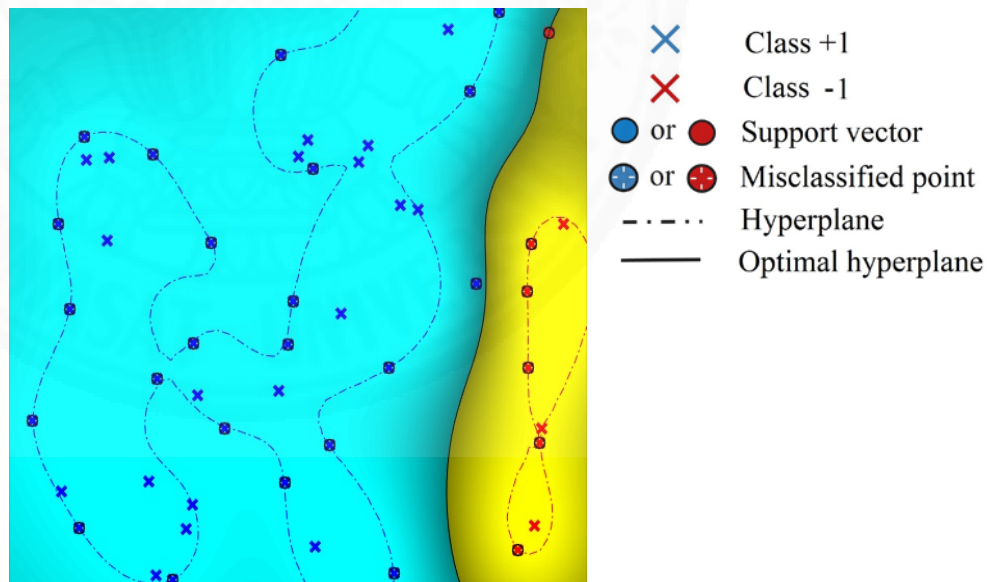 Class +1
Class -1
or Support vector
or Misclassified point
Hyperplane
Optimal hyperplane